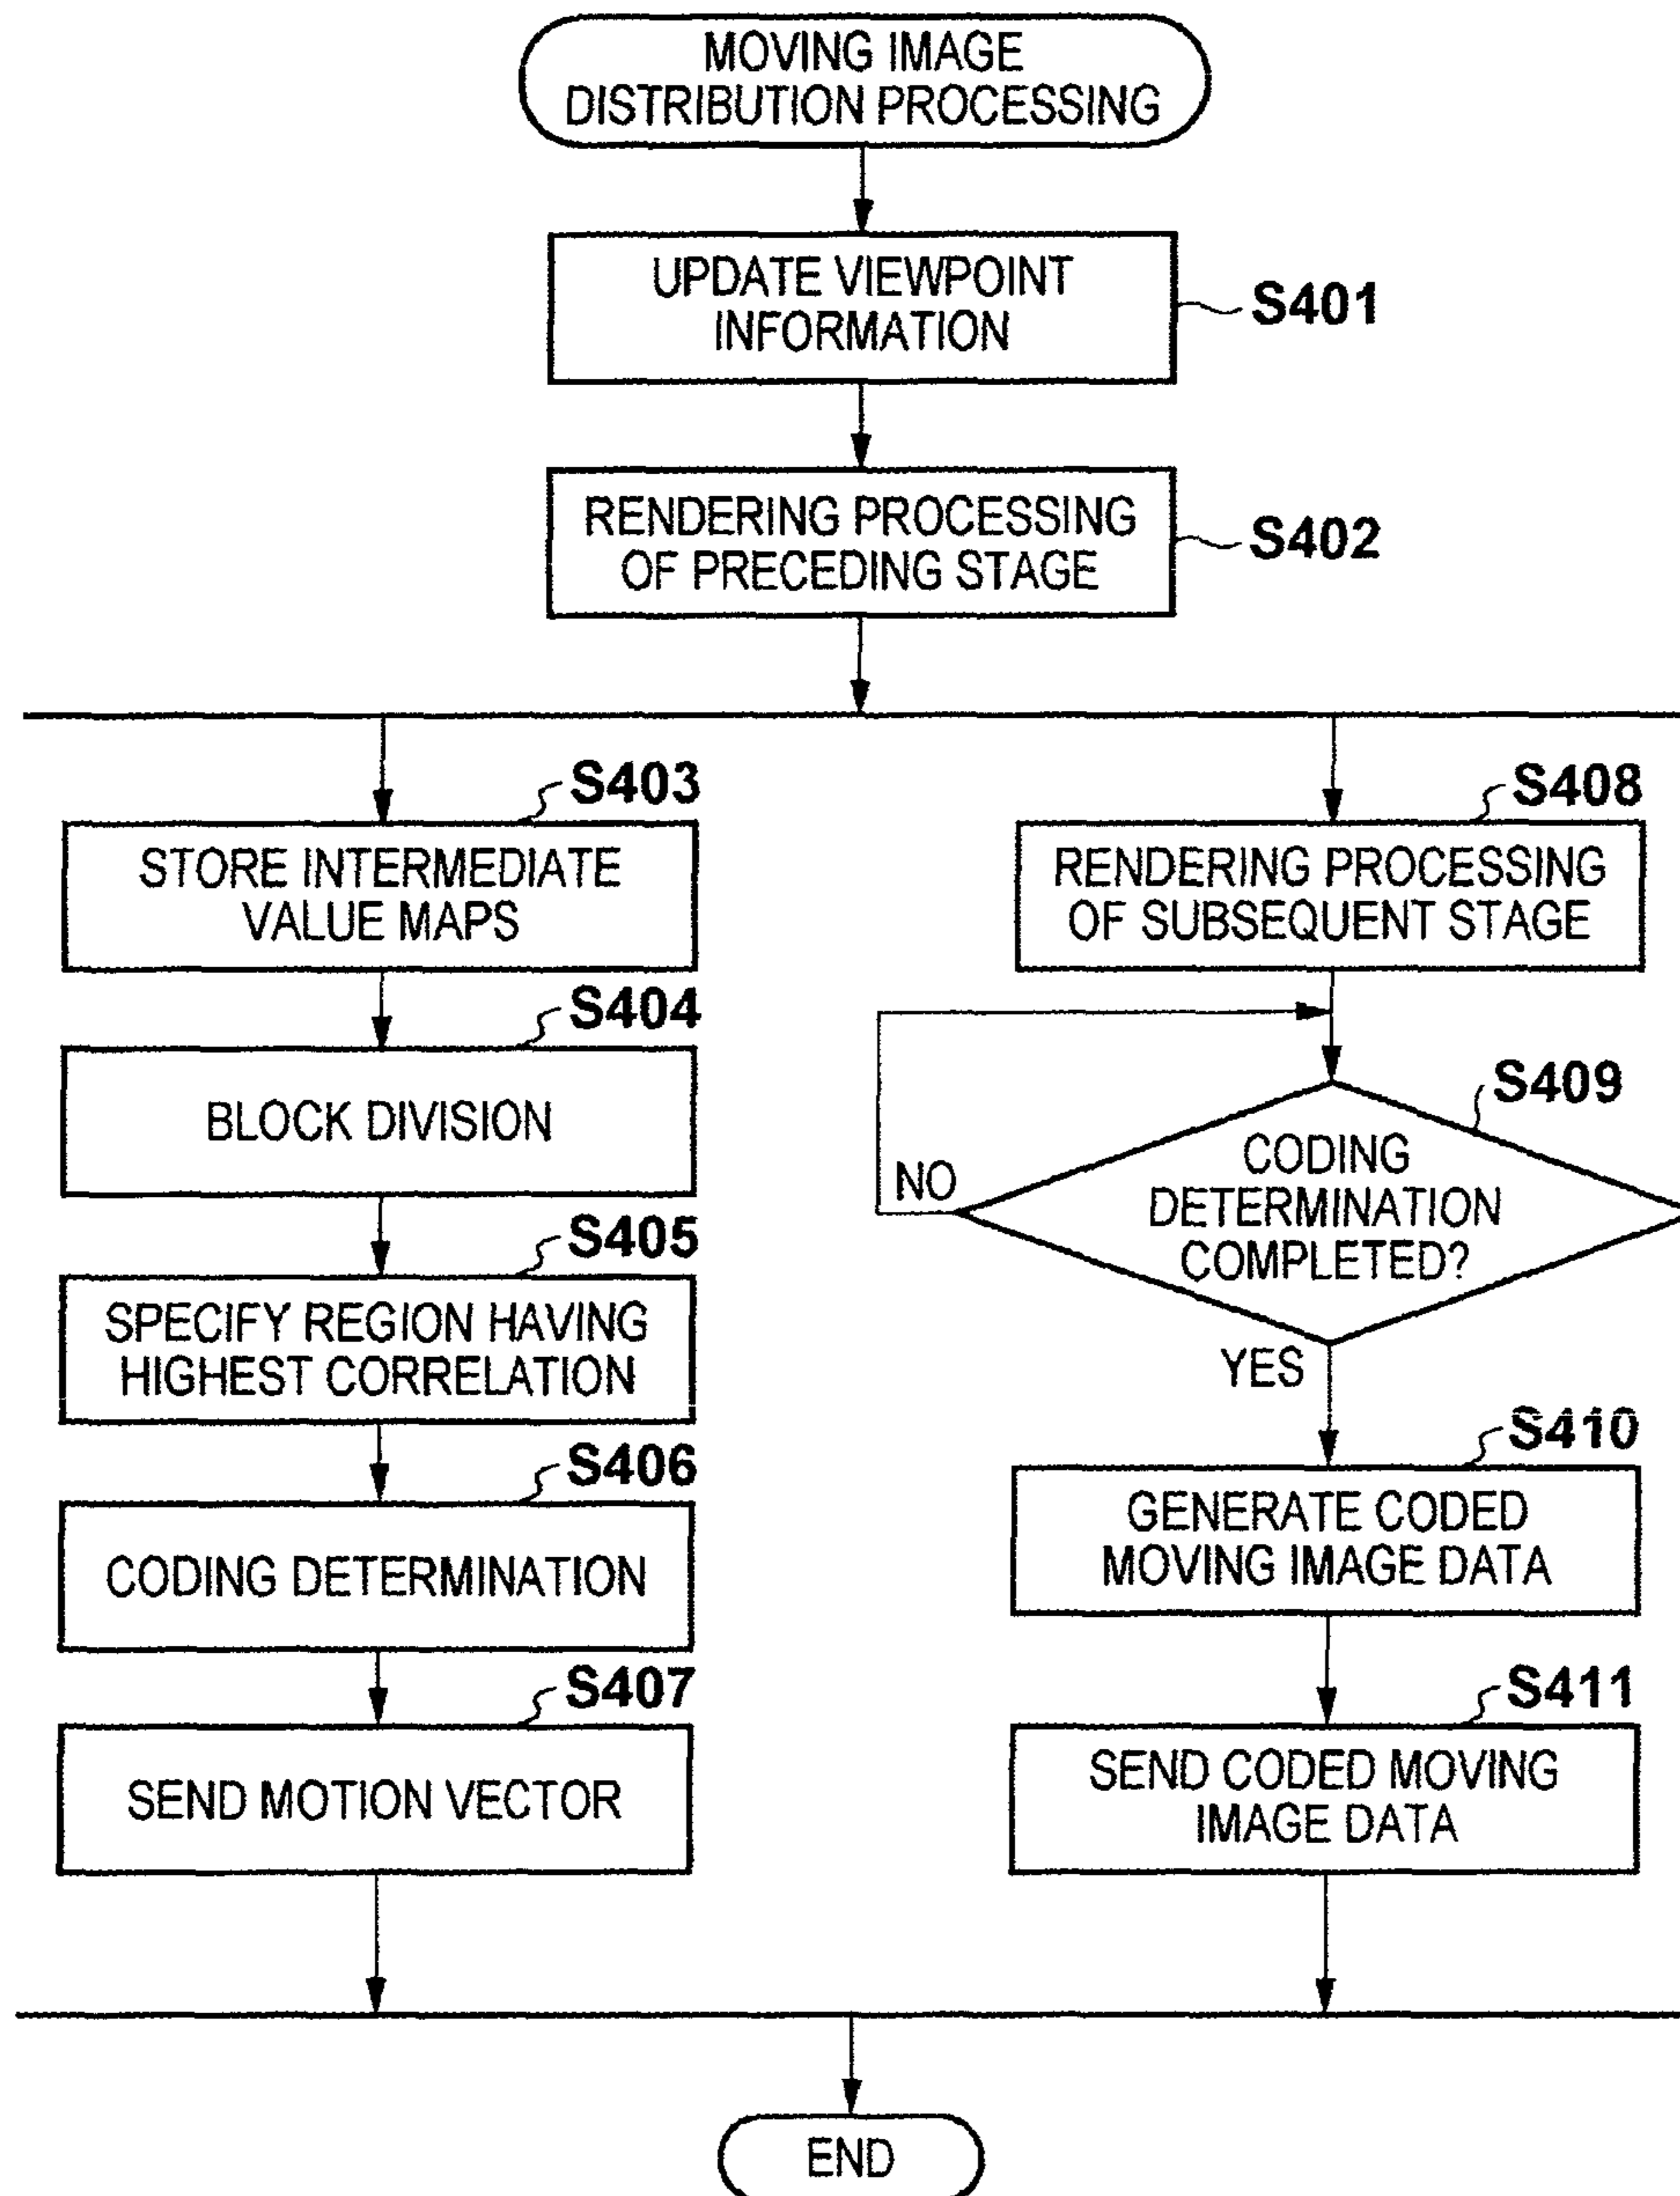 MOVING IMAGE
DISTRIBUTION PROCESSING
UPDATE VIEWPOINT
INFORMATION
S401
RENDERING PROCESSING
OF PRECEDING STAGE
S402
S403
STORE INTERMEDIATE
VALUE MAPS
S404
BLOCK DIVISION
S405
SPECIFY REGION HAVING
HIGHEST CORRELATION
S406
CODING DETERMINATION
S407
SEND MOTION VECTOR
S408
RENDERING PROCESSING
OF SUBSEQUENT STAGE
S409
CODING
DETERMINATION
COMPLETED?
NO
YES
S410
GENERATE CODED
MOVING IMAGE DATA
S411
SEND CODED MOVING
IMAGE DATA
END